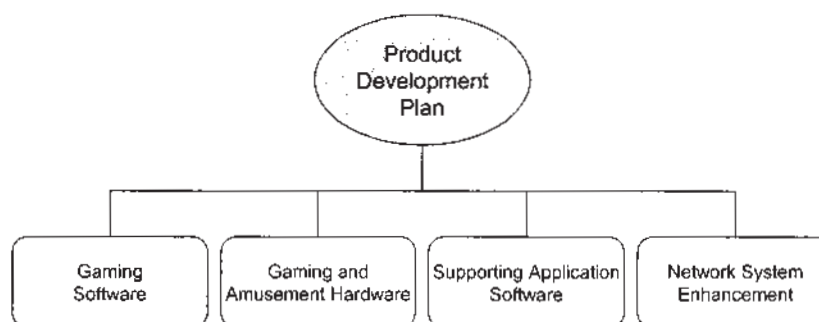 Product
Development
Plan
Gaming
Software
Gaming and
Amusement Hardware
Supporting Application
Software
Network System
Enhancement